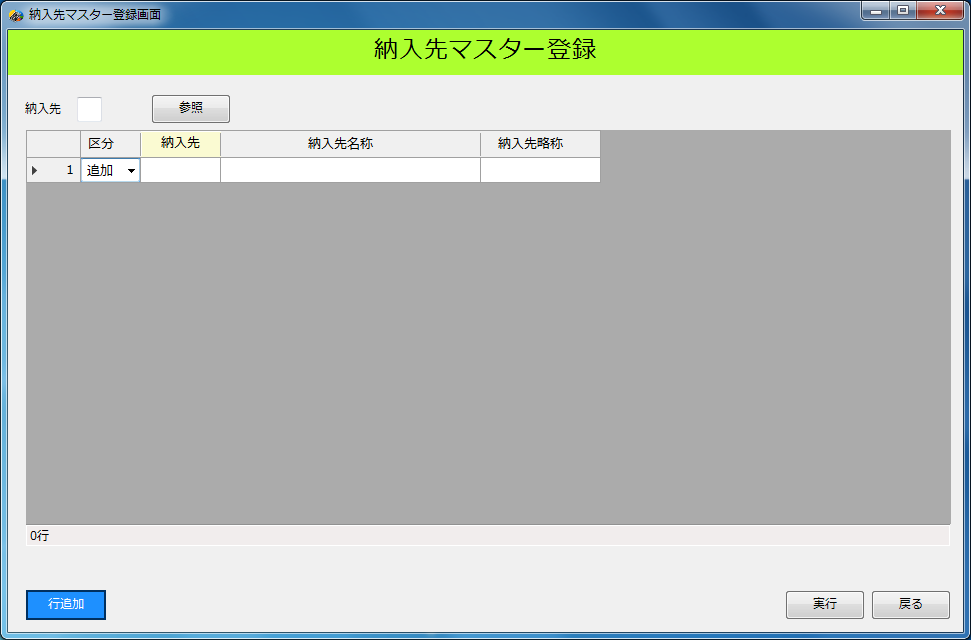 納入先マスター登録画面
納入先マスター登録
納入先 参照
区分 納入先 納入先名称 納入先略称
1 追加
0行
行追加 実行 戻る